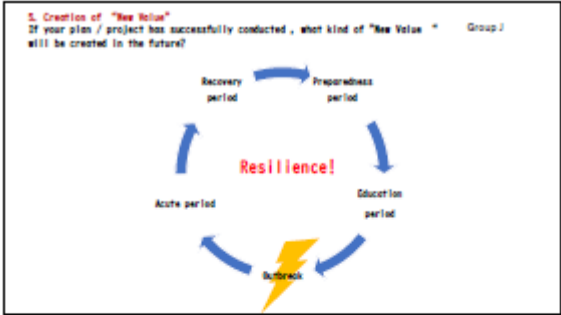 5. Creation of “New Value”
If your plan / project has successfully conducted , what kind of “New Value “
will be created in the future?
Group J
Recovery
period
Preparedness
period
Resilience!
Acute period
Education
period
Outbreak